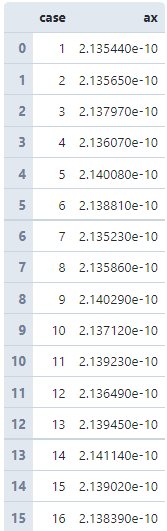 case ax
0 1 2.135440e-10
1 2 2.135650e-10
2 3 2.137970e-10
3 4 2.136070e-10
4 5 2.140080e-10
5 6 2.138810e-10
6 7 2.135230e-10
7 8 2.135860e-10
8 9 2.140290e-10
9 10 2.137120e-10
10 11 2.139230e-10
11 12 2.136490e-10
12 13 2.139450e-10
13 14 2.141140e-10
14 15 2.139020e-10
15 16 2.138390e-10